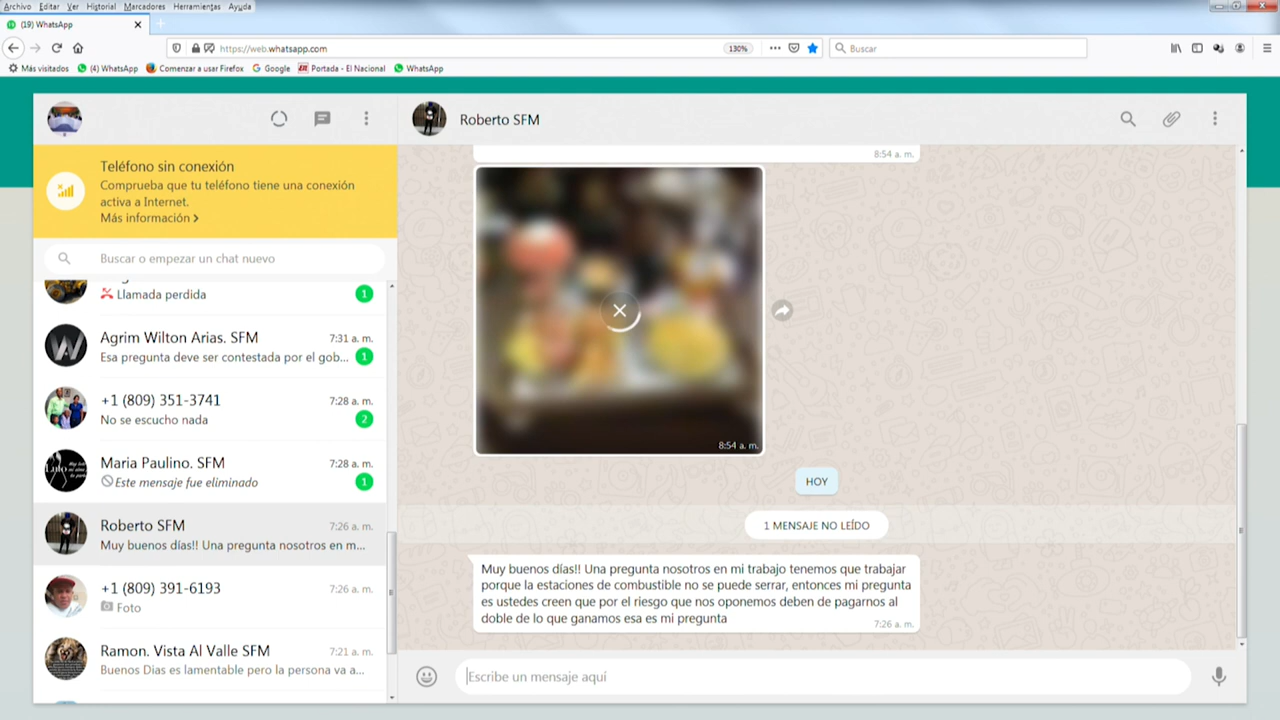 Archivo Editar Ver Historial Marcadores Herramientas Ayuda
(19) WhatsApp
https://web.whatsapp.com
130%
Buscar
Más visitados
(4) WhatsApp
Comenzar a usar Firefox
Google
Portada - El Nacional
WhatsApp
Teléfono sin conexión
Comprueba que tu teléfono tiene una conexión
activa a Internet.
Más información
Buscar o empezar un chat nuevo
Llamada perdida
1
Agrim Wilton Arias. SFM
7:31 a. m.
Esa pregunta deve ser contestada por el gob...
1
+1 (809) 351-3741
7:28 a. m.
No se escucho nada
2
Maria Paulino. SFM
7:28 a. m.
Este mensaje fue eliminado
1
Roberto SFM
7:26 a. m.
Muy buenos días!! Una pregunta nosotros en m...
+1 (809) 391-6193
7:26 a. m.
Foto
Ramon. Vista Al Valle SFM
7:21 a. m.
Buenos Dias es lamentable pero la persona va a...
Roberto SFM
8:54 a. m.
8:54 a. m.
HOY
1 MENSAJE NO LEÍDO
Muy buenos días!! Una pregunta nosotros en mi trabajo tenemos que trabajar
porque la estaciones de combustible no se puede serrar, entonces mi pregunta
es ustedes creen que por el riesgo que nos oponemos deben de pagarnos al
doble de lo que ganamos esa es mi pregunta
7:26 a. m.
Escribe un mensaje aquí